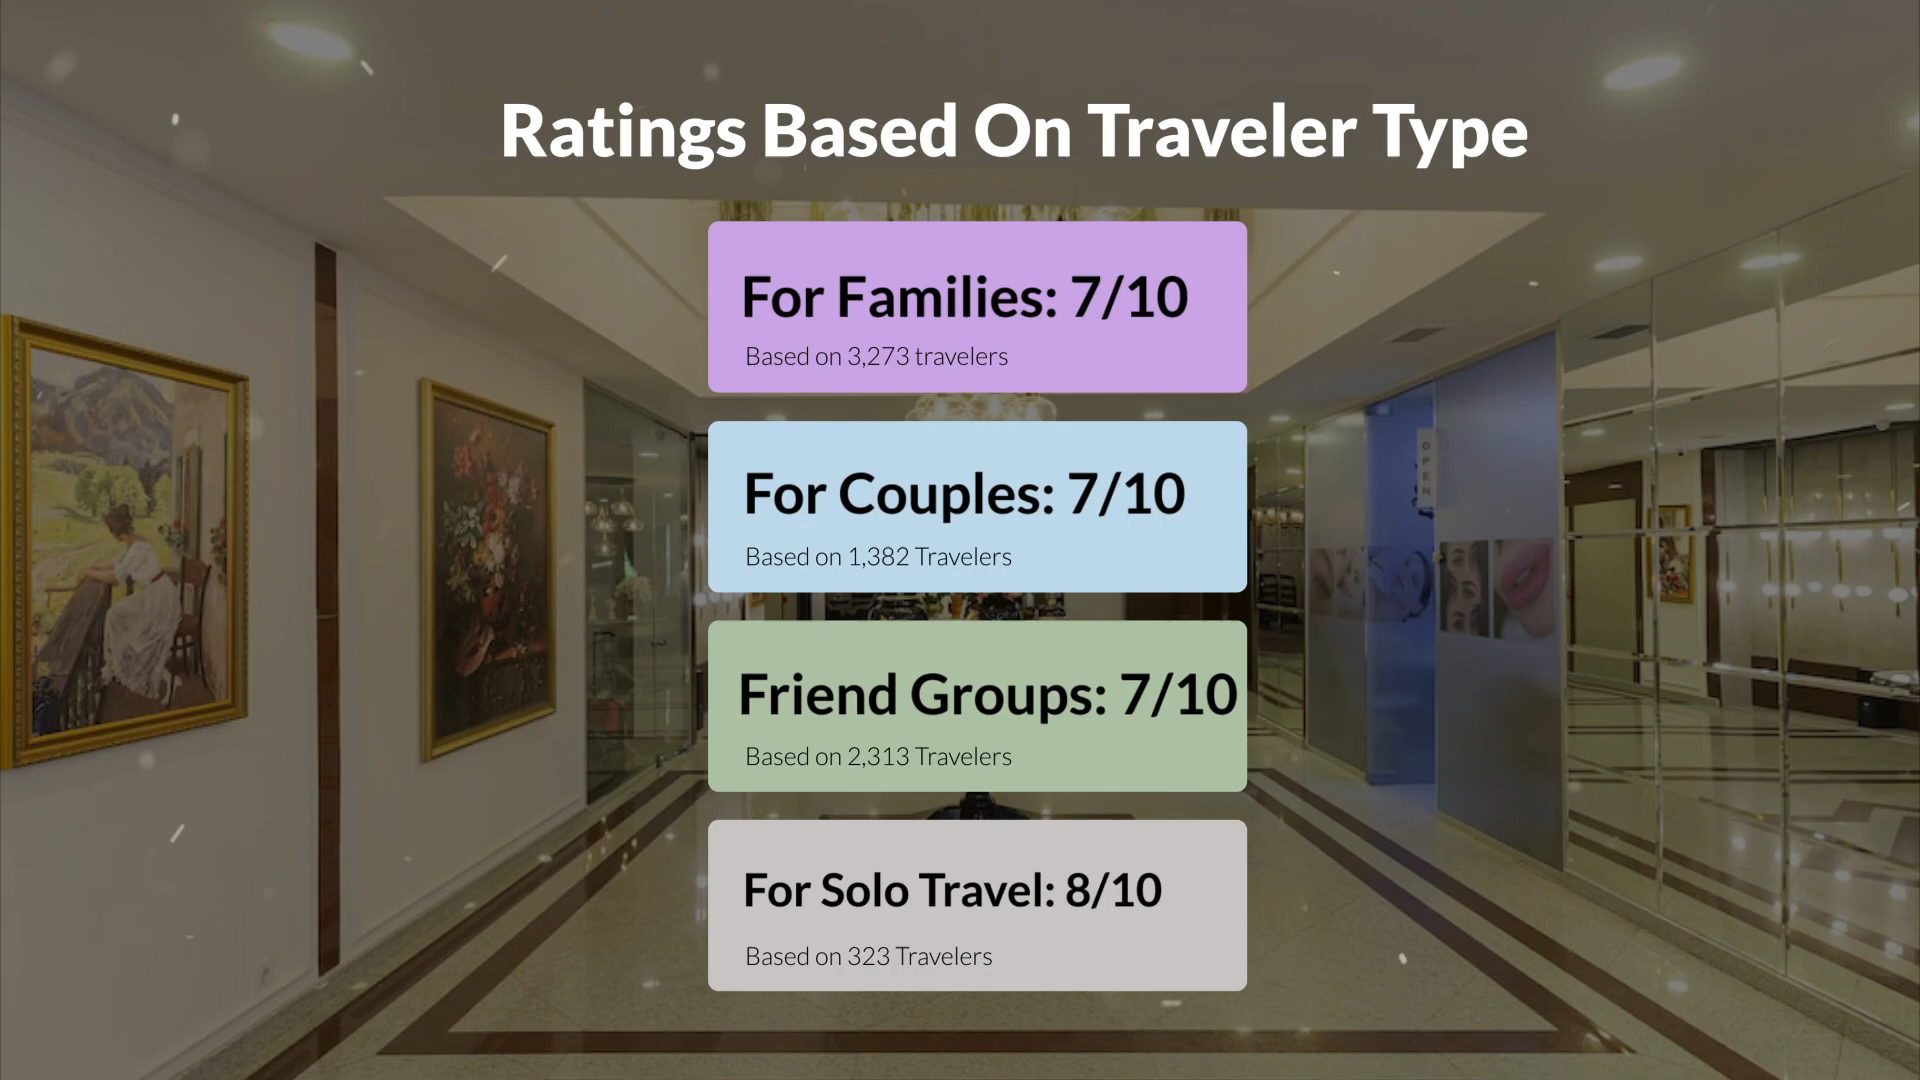 Ratings Based On Traveler Type
For Families: 7/10
Based on 3,273 travelers
For Couples: 7/10
Based on 1,382 Travelers
OPEN
Friend Groups: 7/10
Based on 2,313 Travelers
For Solo Travel: 8/10
Based on 323 Travelers